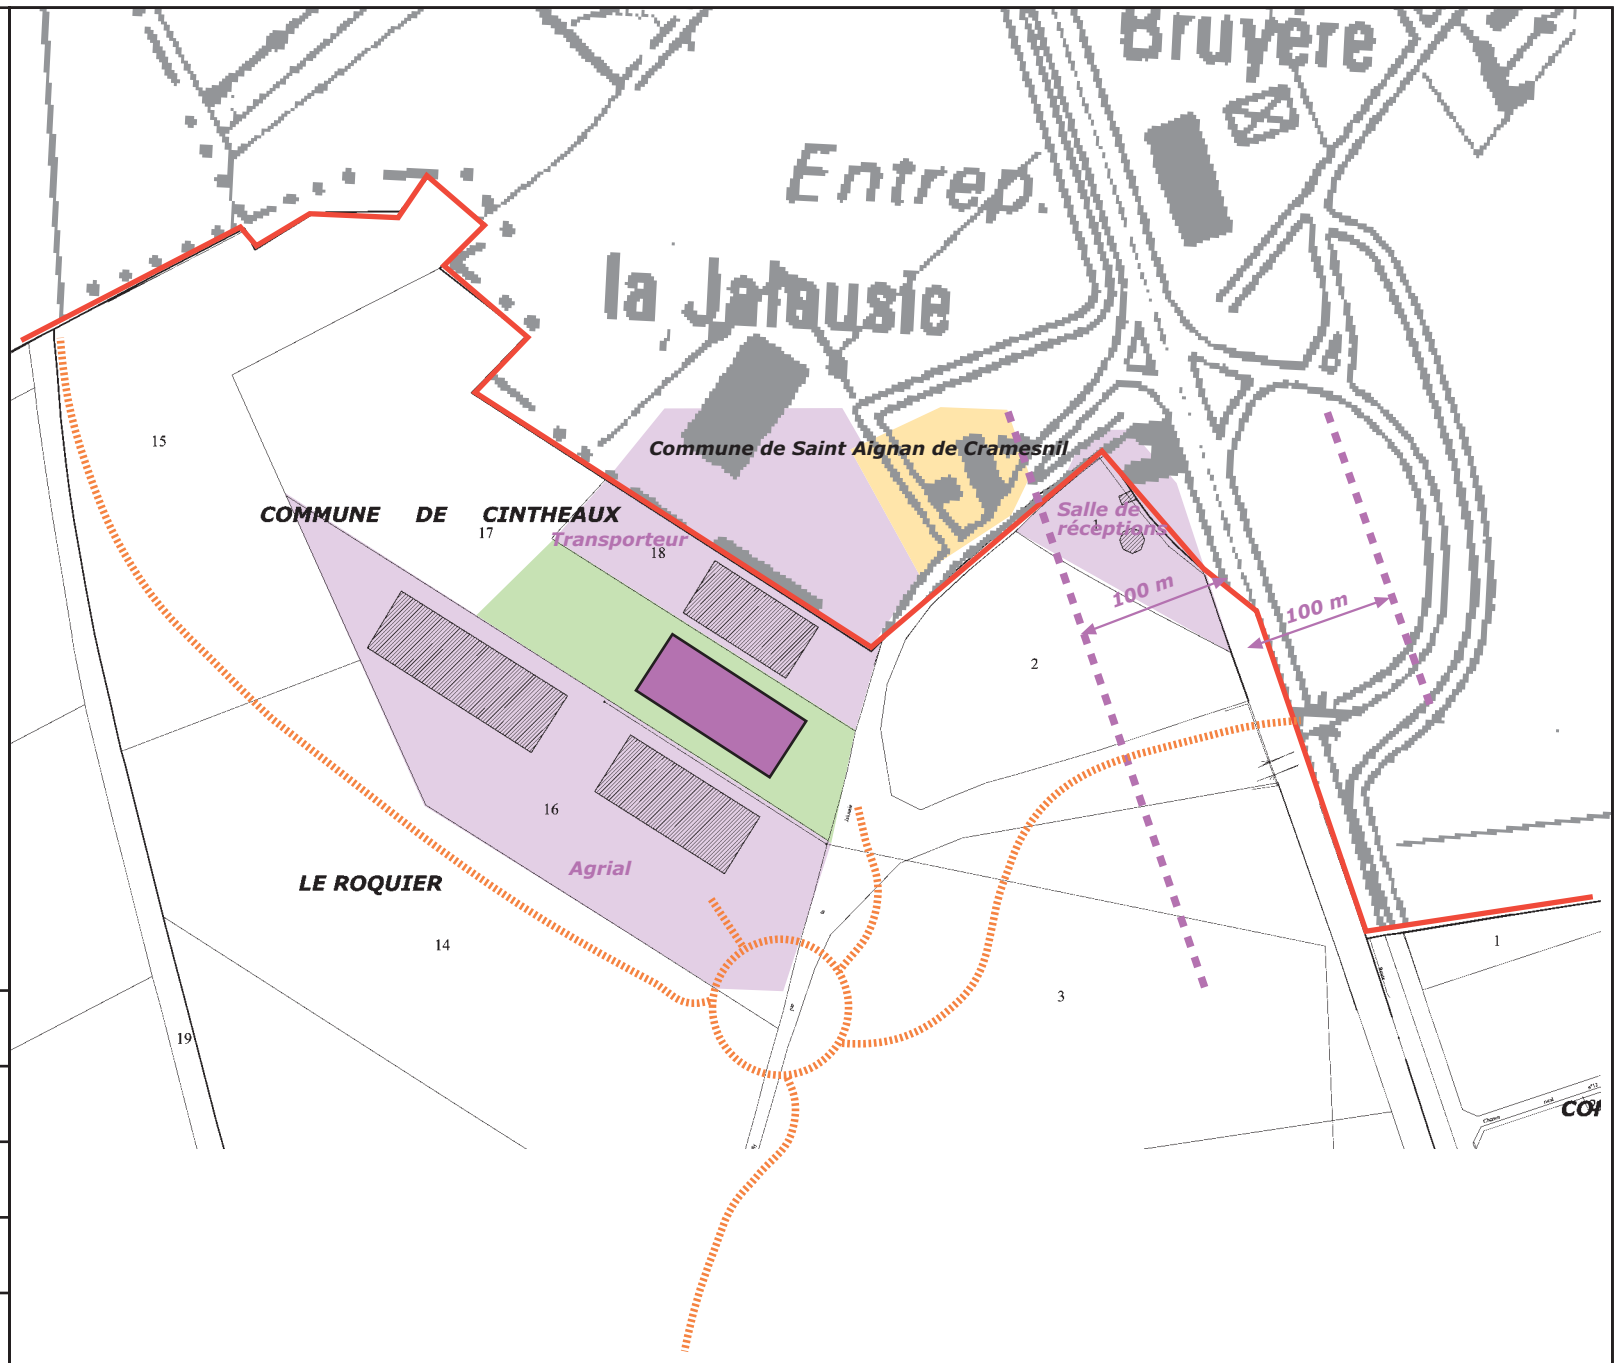 Bruyère
Entrep.
la Jalousie
Commune de Saint Aignan de Cramesnil
15
COMMUNE DE CINTHEAUX
17
Transporteur
18
Salle de
réceptions
1
100 m
100 m
2
16
Agrial
LE ROQUIER
14
1
3
19